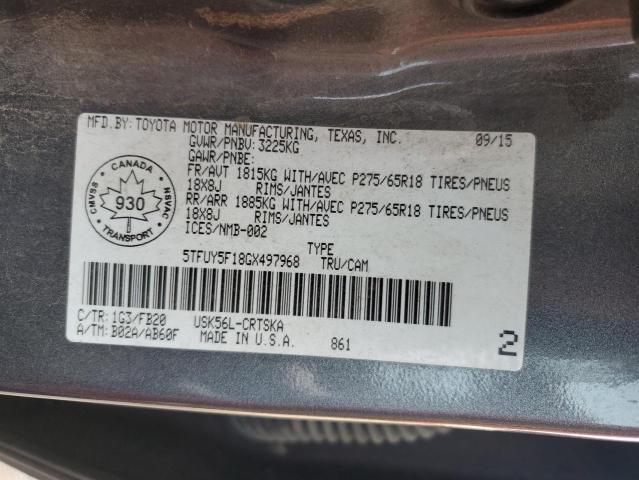 MFD.BY: TOYOTA MOTOR MANUFACTURING, TEXAS, INC. 09/15
GVWR/PNBV: 3225KG
GAWR/PNBE:
FR/AVT 1815KG WITH/AVEC P275/65R18 TIRES/PNEUS
18X8J RIMS/JANTES
RR/ARR 1885KG WITH/AVEC P275/65R18 TIRES/PNEUS
18X8J RIMS/JANTES
ICES/NMB-002
TYPE
5TFUY5F18GX497968 TRU/CAM
CANADA
CMVSS 930 NSVAC
TRANSPORT
C/TR: 1G3/FB20 USK56L-CRTSKA
A/TM: B02A/AB60F MADE IN U.S.A. 861
2